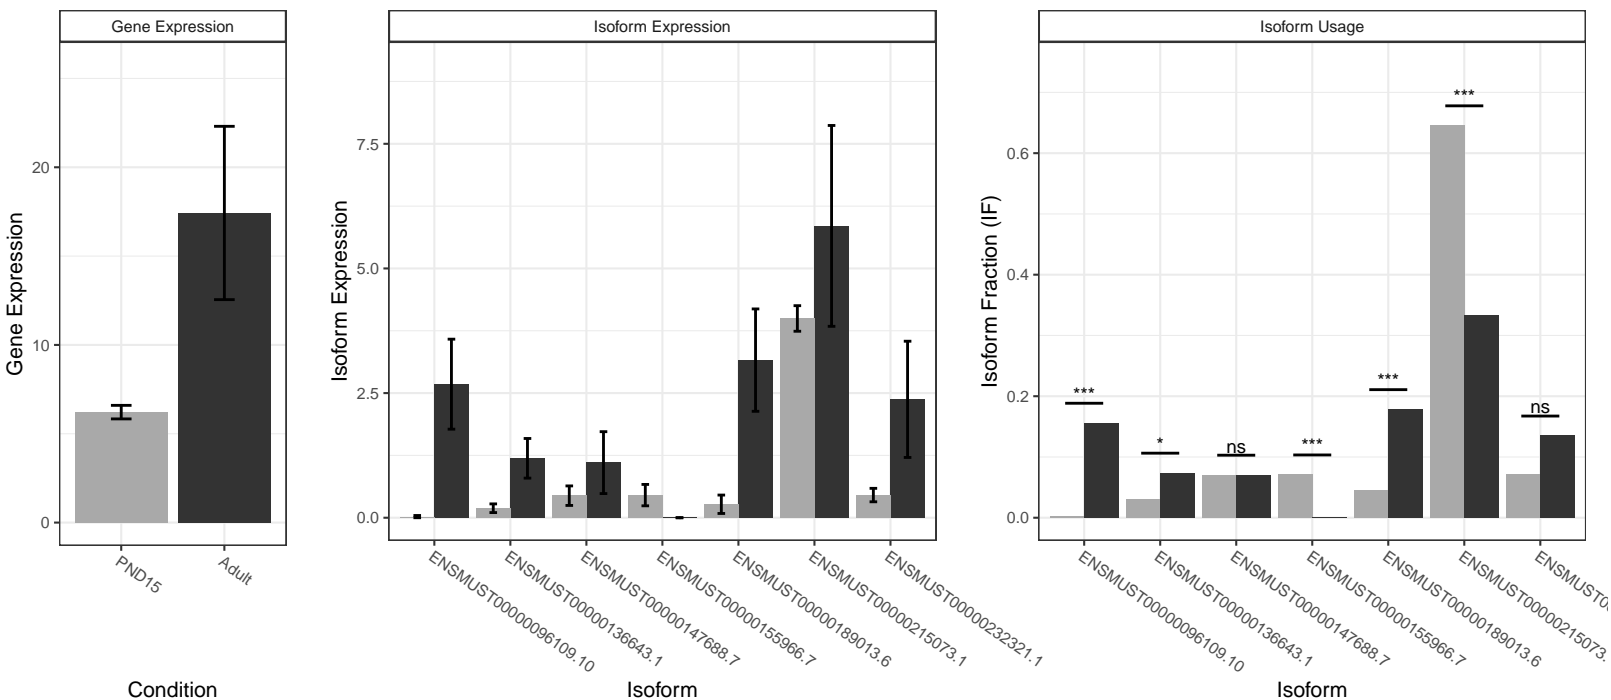 Gene Expression
Isoform Expression
Isoform Usage
Gene Expression
20
10
0
PND15
Adult
Condition
Isoform Expression
7.5
5.0
2.5
0.0
ENSMUST00000096109.10
ENSMUST00000136643.1
ENSMUST00000147688.7
ENSMUST00000155966.7
ENSMUST00000189013.6
ENSMUST00000215073.1
ENSMUST00000023221.1
Isoform
Isoform Fraction (IF)
0.6
0.4
0.2
0.0
***
*
ns
***
***
***
ns
ENSMUST00000096109.10
ENSMUST00000136643.1
ENSMUST00000147688.7
ENSMUST00000155966.7
ENSMUST00000189013.6
ENSMUST00000215073.
Isoform